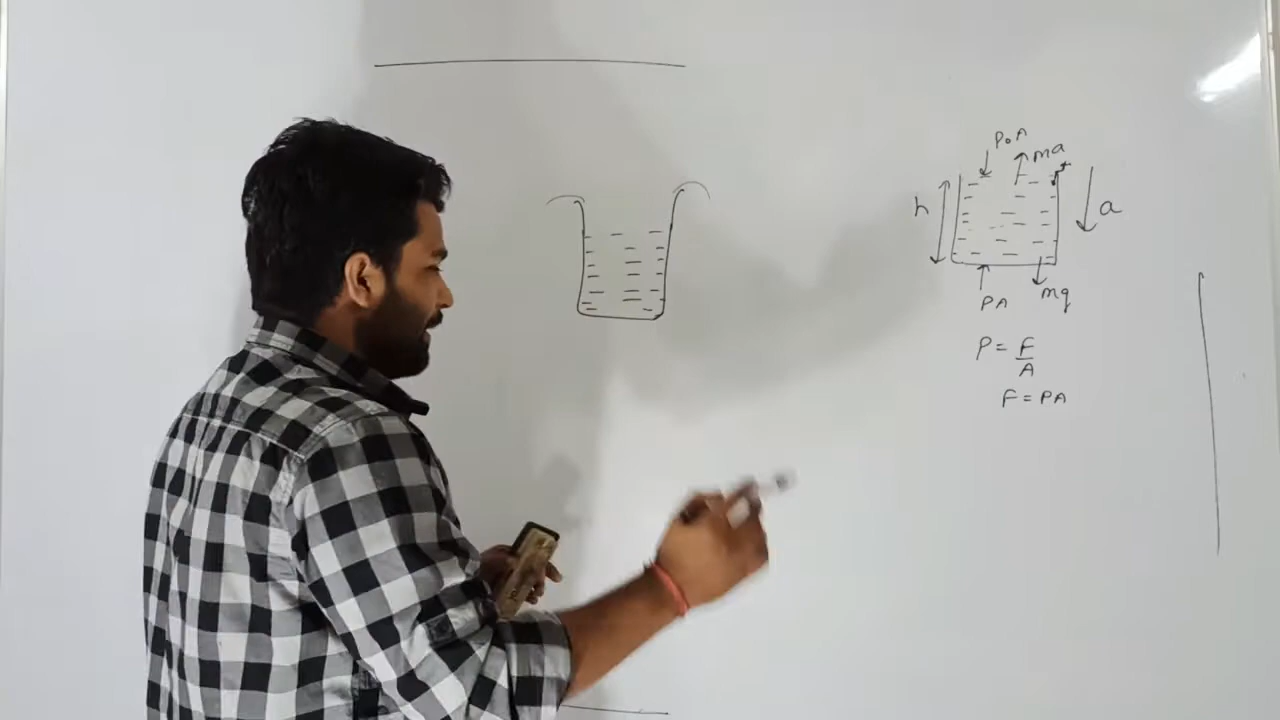 P₀A
ma
h
a
PA
mg
P = F/A
F = PA